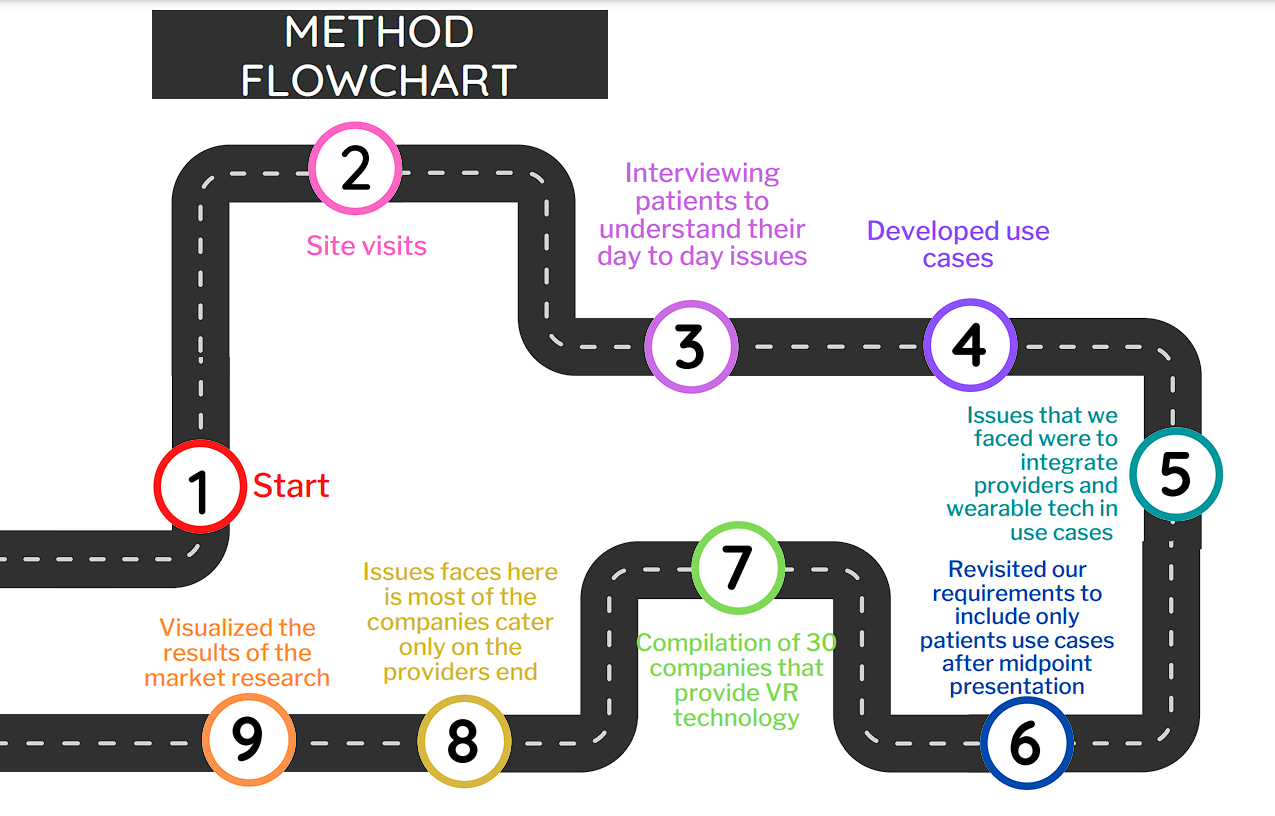 METHOD
FLOWCHART
1
Start
2
Site visits
Interviewing
patients to
understand their
day to day issues
3
Developed use
cases
4
Issues that we
faced were to
integrate
providers and
wearable tech in
use cases
5
Revisited our
requirements to
include only
patients use cases
after midpoint
presentation
6
7
Compilation of 30
companies that
provide VR
technology
Issues faces here
is most of the
companies cater
only on the
providers end
8
Visualized the
results of the
market research
9